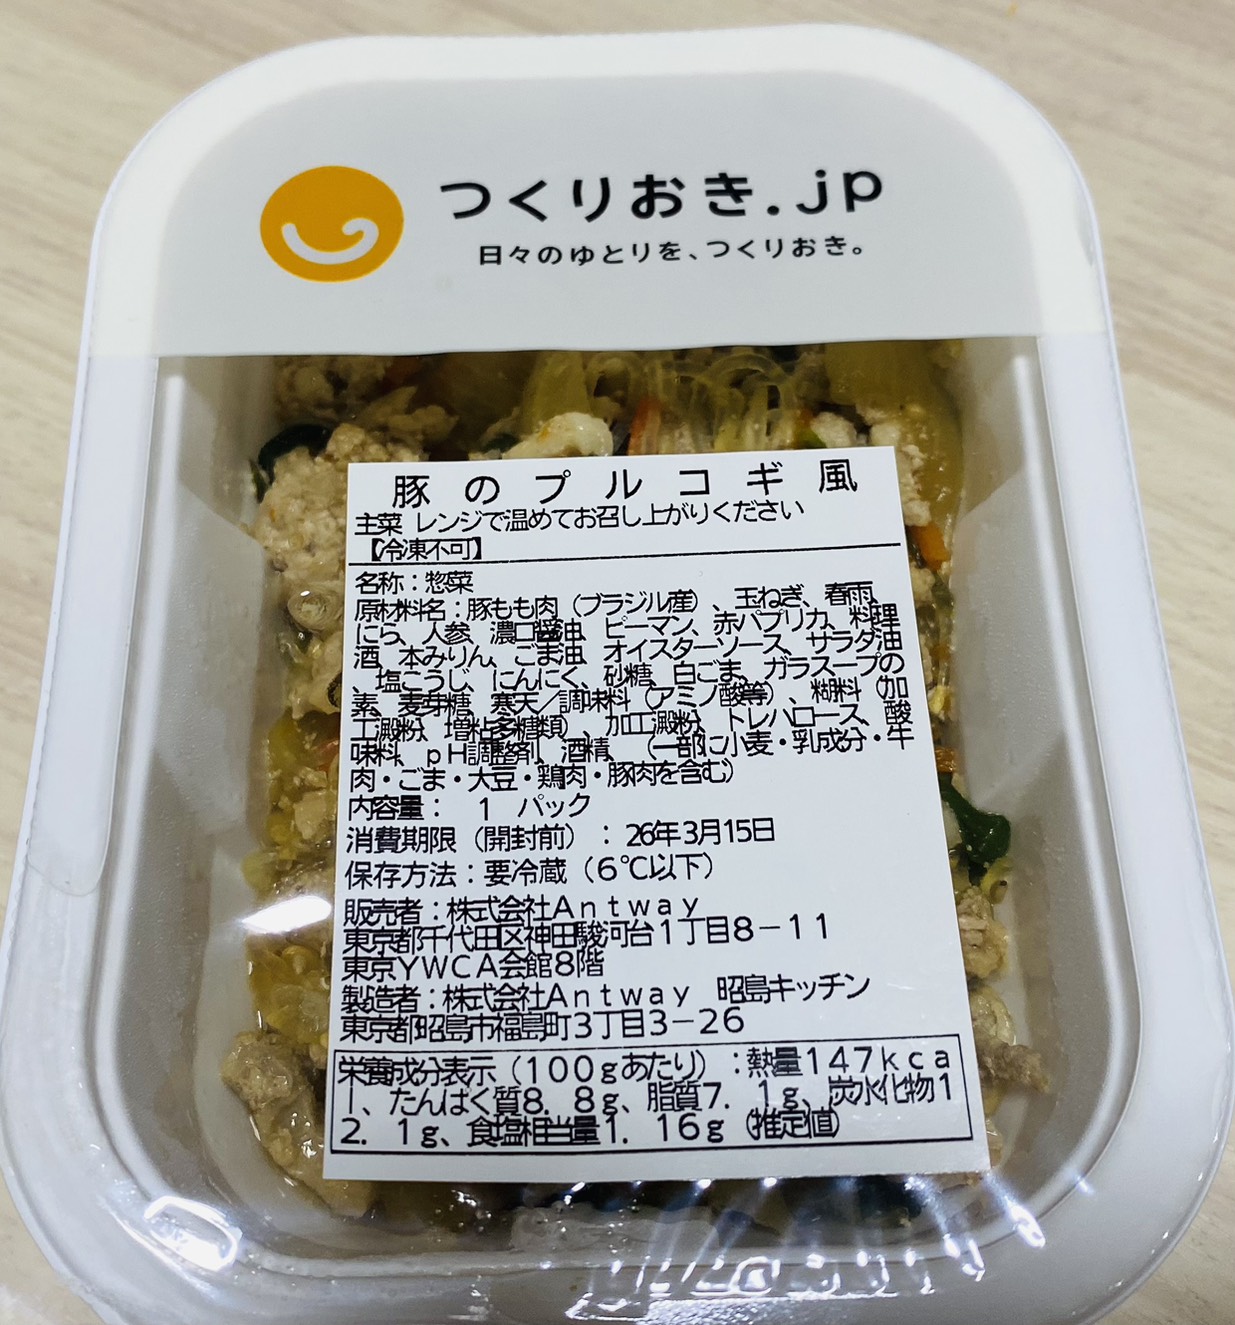 つくりおき.jp
日々のゆとりを、つくりおき。
豚のプルコギ風
主菜 レンジで温めてお召し上がりください
【冷凍不可】
名称：惣菜
原材料名：豚もも肉（ブラジル産）、玉ねぎ、春雨、
にら、人参、濃口醤油、ピーマン、赤パプリカ、料理
酒、本みりん、ごま油、オイスターソース、サラダ油
、塩こうじ、にんにく、砂糖、白ごま、ガラスープの
素、麦芽糖、寒天／調味料（アミノ酸等）、糊料（加
工澱粉、増粘多糖類）、加工澱粉、トレハロース、酸
味料、ｐＨ調整剤、酒精、（一部に小麦・乳成分・牛
肉・ごま・大豆・鶏肉・豚肉を含む）
内容量： 1 パック
消費期限（開封前）：26年3月15日
保存方法：要冷蔵（6℃以下）
販売者：株式会社Ａｎｔｗａｙ
東京都千代田区神田駿河台1丁目8－11
東京YWCA会館8階
製造者：株式会社Ａｎｔｗａｙ 昭島キッチン
東京都昭島市福島町3丁目3－26
栄養成分表示（100ｇあたり）：熱量147ｋｃａ
ｌ、たんぱく質8．8ｇ、脂質7．1ｇ、炭水化物1
2．1ｇ、食塩相当量1．16ｇ（推定値）